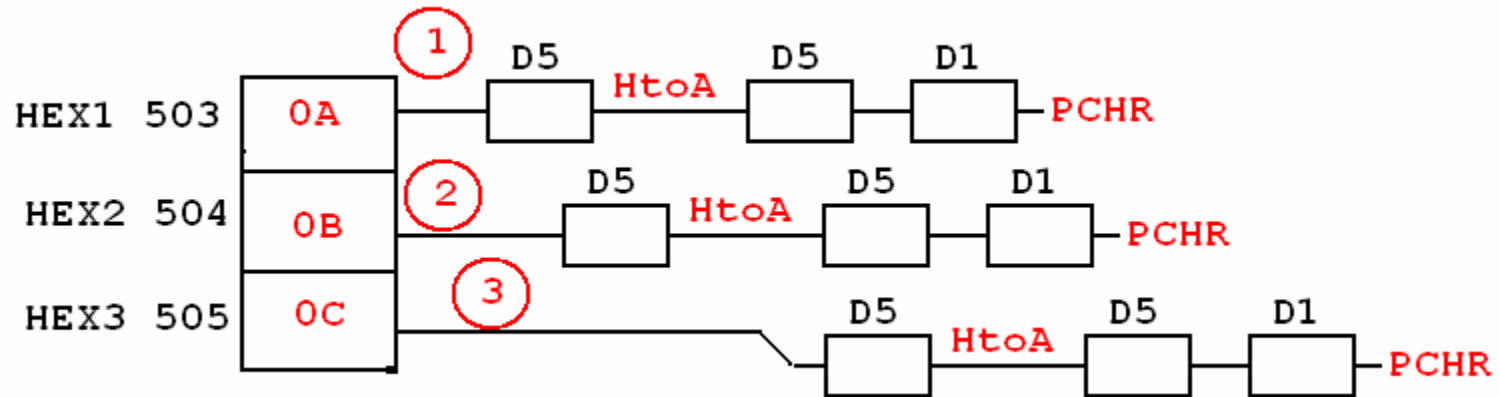 1 D5 D5 D1
HEX1 503 0A HtoA PCHR
2 D5 D5 D1
HEX2 504 0B HtoA PCHR
3 D5 D5 D1
HEX3 505 0C HtoA PCHR